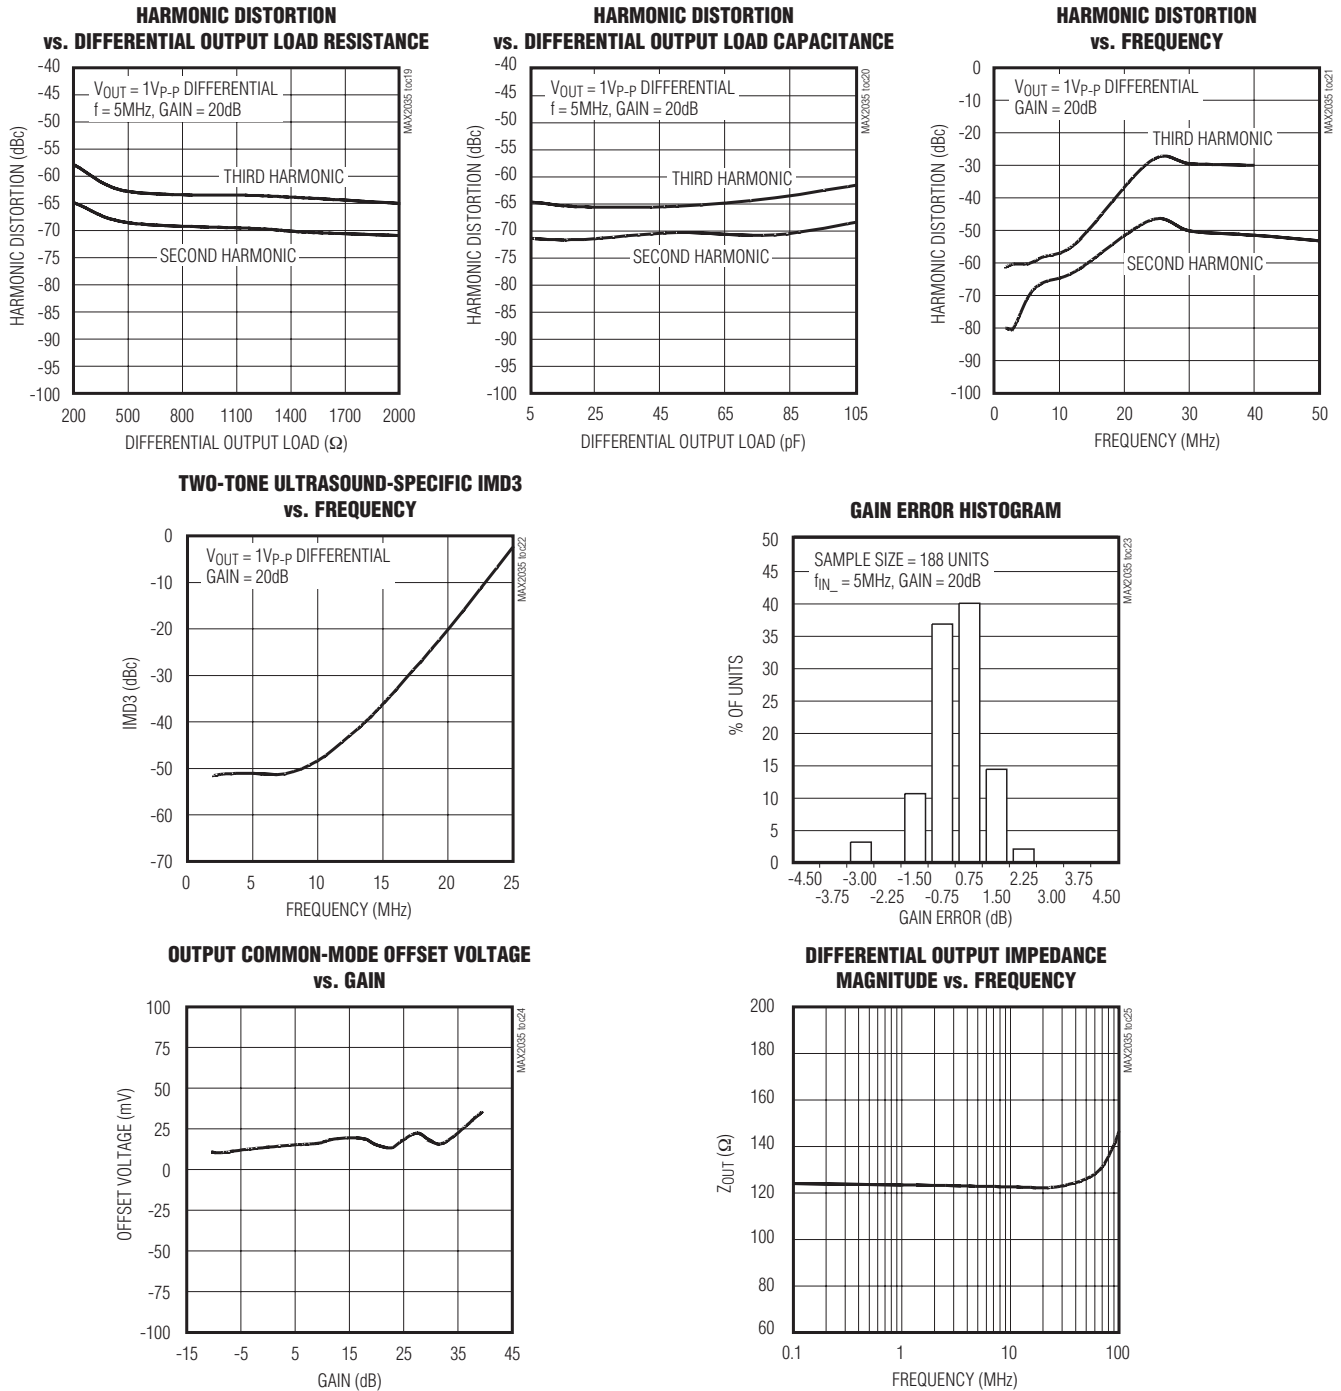 HARMONIC DISTORTION
vs. DIFFERENTIAL OUTPUT LOAD RESISTANCE
HARMONIC DISTORTION (dBc)
-40
-45
-50
-55
-60
-65
-70
-75
-80
-85
-90
-95
-100
VOUT = 1VP-P DIFFERENTIAL
f = 5MHz, GAIN = 20dB
THIRD HARMONIC
SECOND HARMONIC
MAX2035 toc19
200 500 800 1100 1400 1700 2000
DIFFERENTIAL OUTPUT LOAD (Ω)
HARMONIC DISTORTION
vs. DIFFERENTIAL OUTPUT LOAD CAPACITANCE
HARMONIC DISTORTION (dBc)
-40
-45
-50
-55
-60
-65
-70
-75
-80
-85
-90
-95
-100
VOUT = 1VP-P DIFFERENTIAL
f = 5MHz, GAIN = 20dB
THIRD HARMONIC
SECOND HARMONIC
MAX2035 toc20
5 25 45 65 85 105
DIFFERENTIAL OUTPUT LOAD (pF)
HARMONIC DISTORTION
vs. FREQUENCY
HARMONIC DISTORTION (dBc)
0
-10
-20
-30
-40
-50
-60
-70
-80
-90
-100
VOUT = 1VP-P DIFFERENTIAL
GAIN = 20dB
THIRD HARMONIC
SECOND HARMONIC
MAX2035 toc21
0 10 20 30 40 50
FREQUENCY (MHz)
TWO-TONE ULTRASOUND-SPECIFIC IMD3
vs. FREQUENCY
IMD3 (dBc)
0
-10
-20
-30
-40
-50
-60
-70
VOUT = 1VP-P DIFFERENTIAL
GAIN = 20dB
MAX2035 toc22
0 5 10 15 20 25
FREQUENCY (MHz)
GAIN ERROR HISTOGRAM
% OF UNITS
50
45
40
35
30
25
20
15
10
5
0
SAMPLE SIZE = 188 UNITS
fIN_ = 5MHz, GAIN = 20dB
MAX2035 toc23
-4.50 -3.00 -1.50 0.75 2.25 3.75
-3.75 -2.25 -0.75 1.50 3.00 4.50
GAIN ERROR (dB)
OUTPUT COMMON-MODE OFFSET VOLTAGE
vs. GAIN
OFFSET VOLTAGE (mV)
100
75
50
25
0
-25
-50
-75
-100
MAX2035 toc24
-15 -5 5 15 25 35 45
GAIN (dB)
DIFFERENTIAL OUTPUT IMPEDANCE
MAGNITUDE vs. FREQUENCY
ZOUT (Ω)
200
180
160
140
120
100
80
60
MAX2035 toc25
0.1 1 10 100
FREQUENCY (MHz)